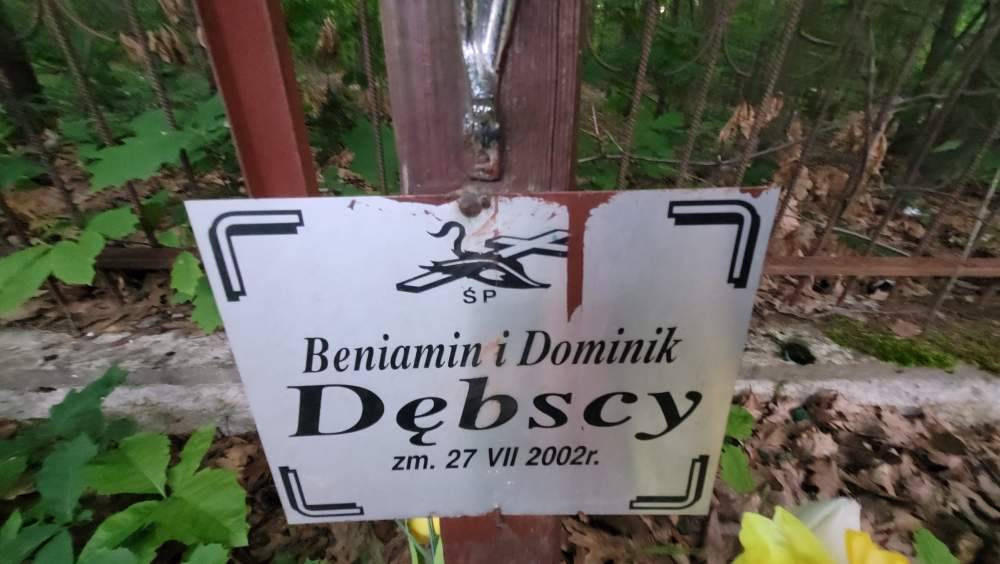 ŚP
Beniamin i Dominik
Dębscy
zm. 27 VII 2002r.